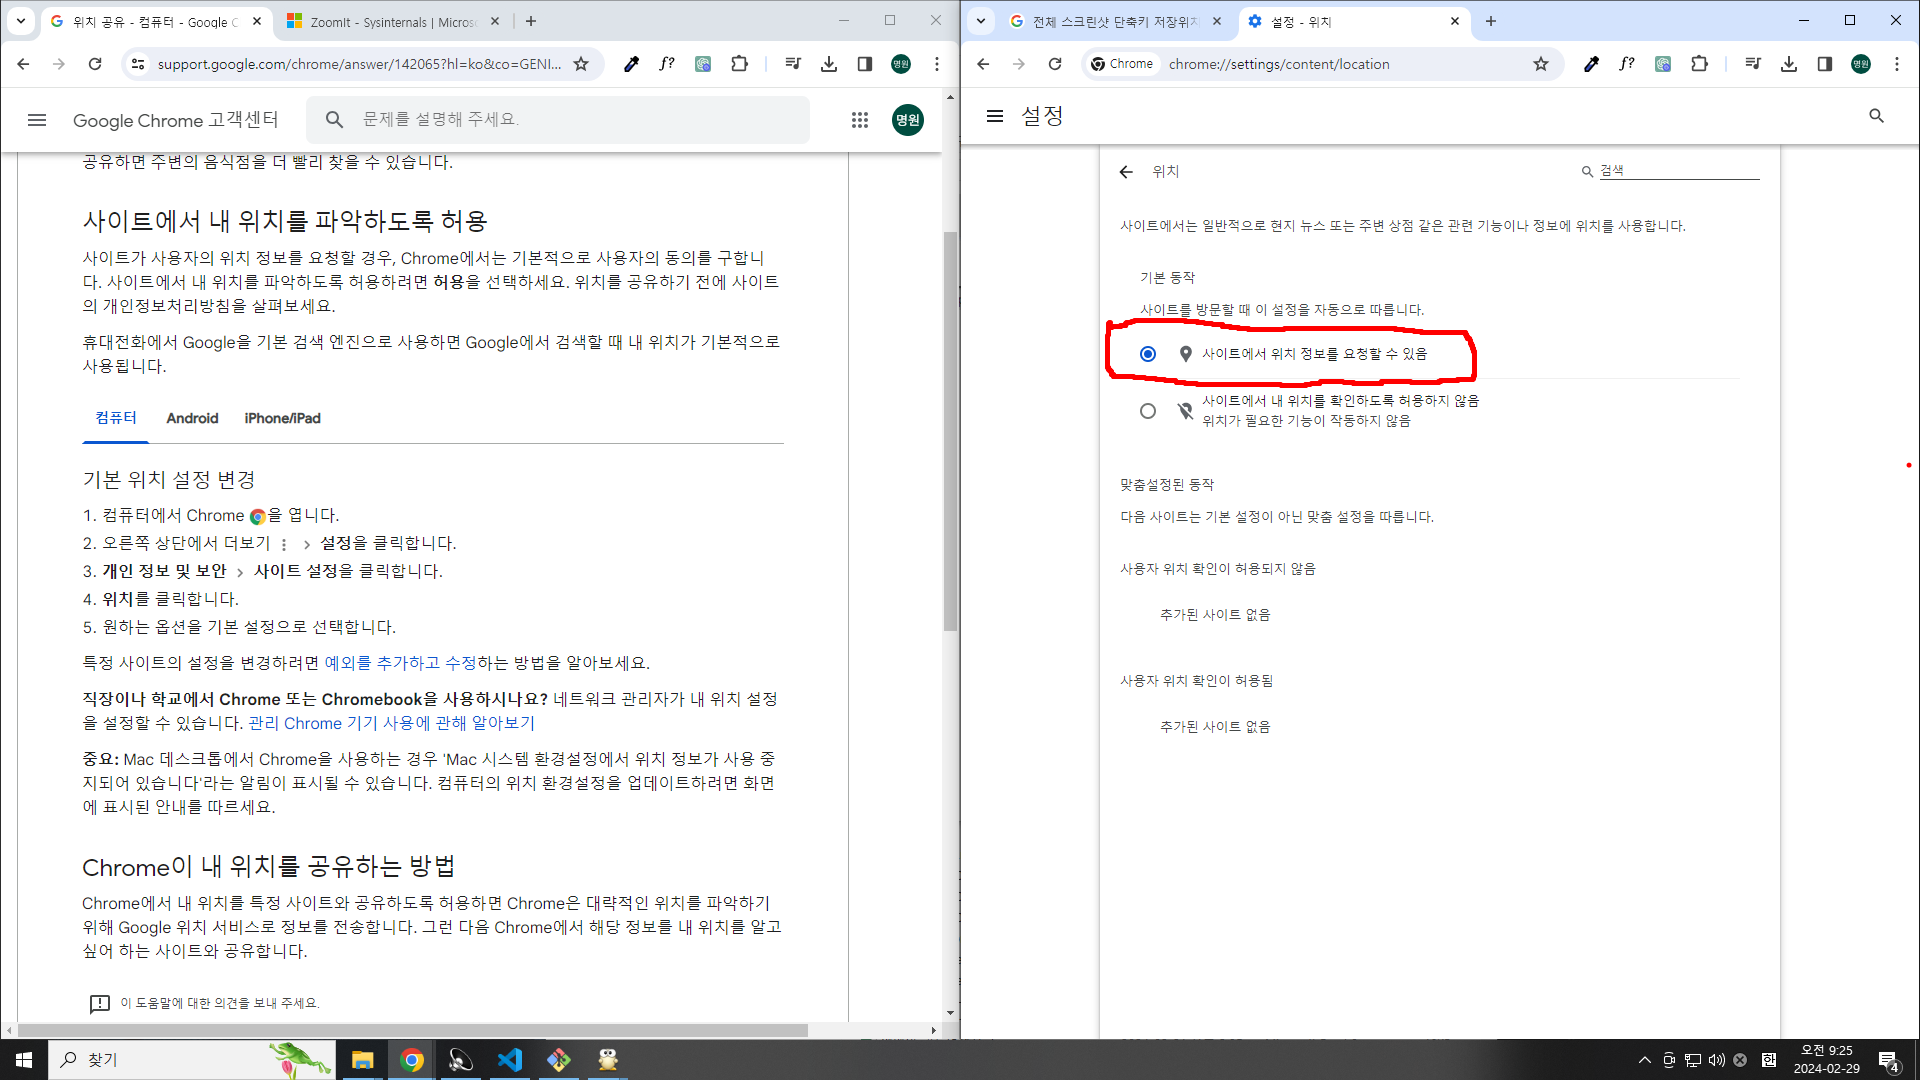 위치 공유 - 컴퓨터 - Google C
ZoomIt - Sysinternals | Micros
support.google.com/chrome/answer/142065?hl=ko&co=GENI...
명원
Google Chrome 고객센터
문제를 설명해 주세요.
명원
공유하면 주변의 음식점을 더 빨리 찾을 수 있습니다.
사이트에서 내 위치를 파악하도록 허용
사이트가 사용자의 위치 정보를 요청할 경우, Chrome에서는 기본적으로 사용자의 동의를 구합니
다. 사이트에서 내 위치를 파악하도록 허용하려면 허용을 선택하세요. 위치를 공유하기 전에 사이트
의 개인정보처리방침을 살펴보세요.
휴대전화에서 Google을 기본 검색 엔진으로 사용하면 Google에서 검색할 때 내 위치가 기본적으로
사용됩니다.
컴퓨터 Android iPhone/iPad
기본 위치 설정 변경
1. 컴퓨터에서 Chrome 을 엽니다.
2. 오른쪽 상단에서 더보기 > 설정을 클릭합니다.
3. 개인 정보 및 보안 > 사이트 설정을 클릭합니다.
4. 위치를 클릭합니다.
5. 원하는 옵션을 기본 설정으로 선택합니다.
특정 사이트의 설정을 변경하려면 예외를 추가하고 수정하는 방법을 알아보세요.
직장이나 학교에서 Chrome 또는 Chromebook을 사용하시나요? 네트워크 관리자가 내 위치 설정
을 설정할 수 있습니다. 관리 Chrome 기기 사용에 관해 알아보기
중요: Mac 데스크톱에서 Chrome을 사용하는 경우 'Mac 시스템 환경설정에서 위치 정보가 사용 중
지되어 있습니다'라는 알림이 표시될 수 있습니다. 컴퓨터의 위치 환경설정을 업데이트하려면 화면
에 표시된 안내를 따르세요.
Chrome이 내 위치를 공유하는 방법
Chrome에서 내 위치를 특정 사이트와 공유하도록 허용하면 Chrome은 대략적인 위치를 파악하기
위해 Google 위치 서비스로 정보를 전송합니다. 그런 다음 Chrome에서 해당 정보를 내 위치를 알고
싶어 하는 사이트와 공유합니다.
이 도움말에 대한 의견을 보내 주세요.
전체 스크린샷 단축키 저장위치
설정 - 위치
Chrome chrome://settings/content/location
명원
설정
위치
검색
사이트에서는 일반적으로 현지 뉴스 또는 주변 상점 같은 관련 기능이나 정보에 위치를 사용합니다.
기본 동작
사이트를 방문할 때 이 설정을 자동으로 따릅니다.
사이트에서 위치 정보를 요청할 수 있음
사이트에서 내 위치를 확인하도록 허용하지 않음
위치가 필요한 기능이 작동하지 않음
맞춤설정된 동작
다음 사이트는 기본 설정이 아닌 맞춤 설정을 따릅니다.
사용자 위치 확인이 허용되지 않음
추가된 사이트 없음
사용자 위치 확인이 허용됨
추가된 사이트 없음
찾기
한
오전 9:25
2024-02-29
4